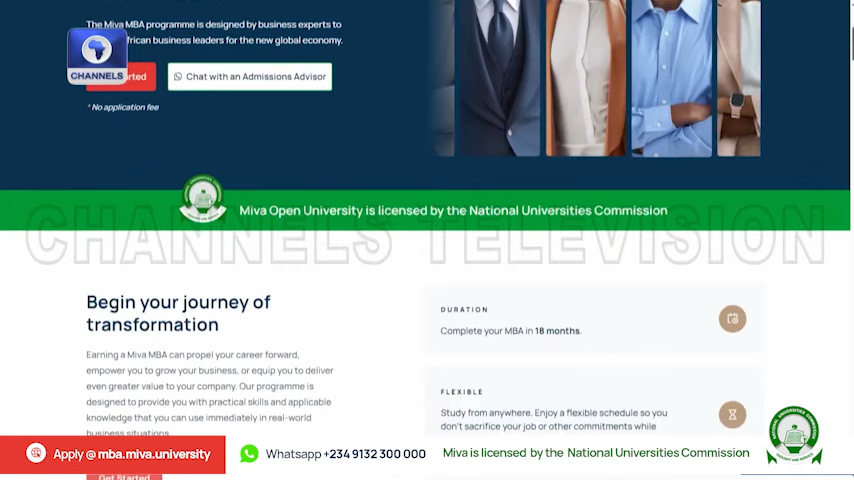 The Miva MBA programme is designed by business experts to
African business leaders for the new global economy.
CHANNELS
Chat with an Admissions Advisor
* No application fee
Miva Open University is licensed by the National Universities Commission
CHANNELS TELEVISION
Begin your journey of
transformation
Earning a Miva MBA can propel your career forward,
empower you to grow your business, or equip you to deliver
even greater value to your company. Our programme is
designed to provide you with practical skills and applicable
knowledge that you can use immediately in real-world
business situations.
Get Started
DURATION
Complete your MBA in 18 months.
FLEXIBLE
Study from anywhere. Enjoy a flexible schedule so you
don't sacrifice your job or other commitments while
Apply @ mba.miva.university
Whatsapp +234 9132 300 000
Miva is licensed by the National Universities Commission